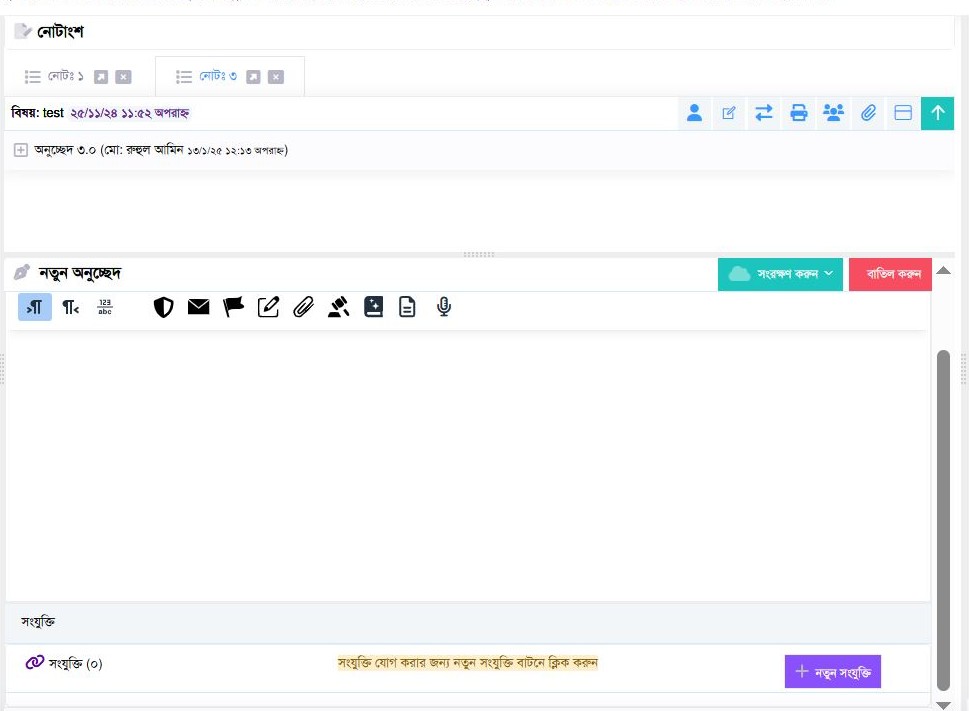 নোটাংশ
নোটঃ ১ নোটঃ ৩
বিষয়: test ২৫/১১/২৪ ১১:৫২ অপরাহ্ন
অনুচ্ছেদ ৩.০ (মো: রুহুল আমিন ১৩/১/২৫ ১২:১৩ অপরাহ্ন)
নতুন অনুচ্ছেদ সংরক্ষণ করুন বাতিল করুন
123
abc
সংযুক্তি
সংযুক্তি (০) সংযুক্তি যোগ করার জন্য নতুন সংযুক্তি বাটনে ক্লিক করুন নতুন সংযুক্তি